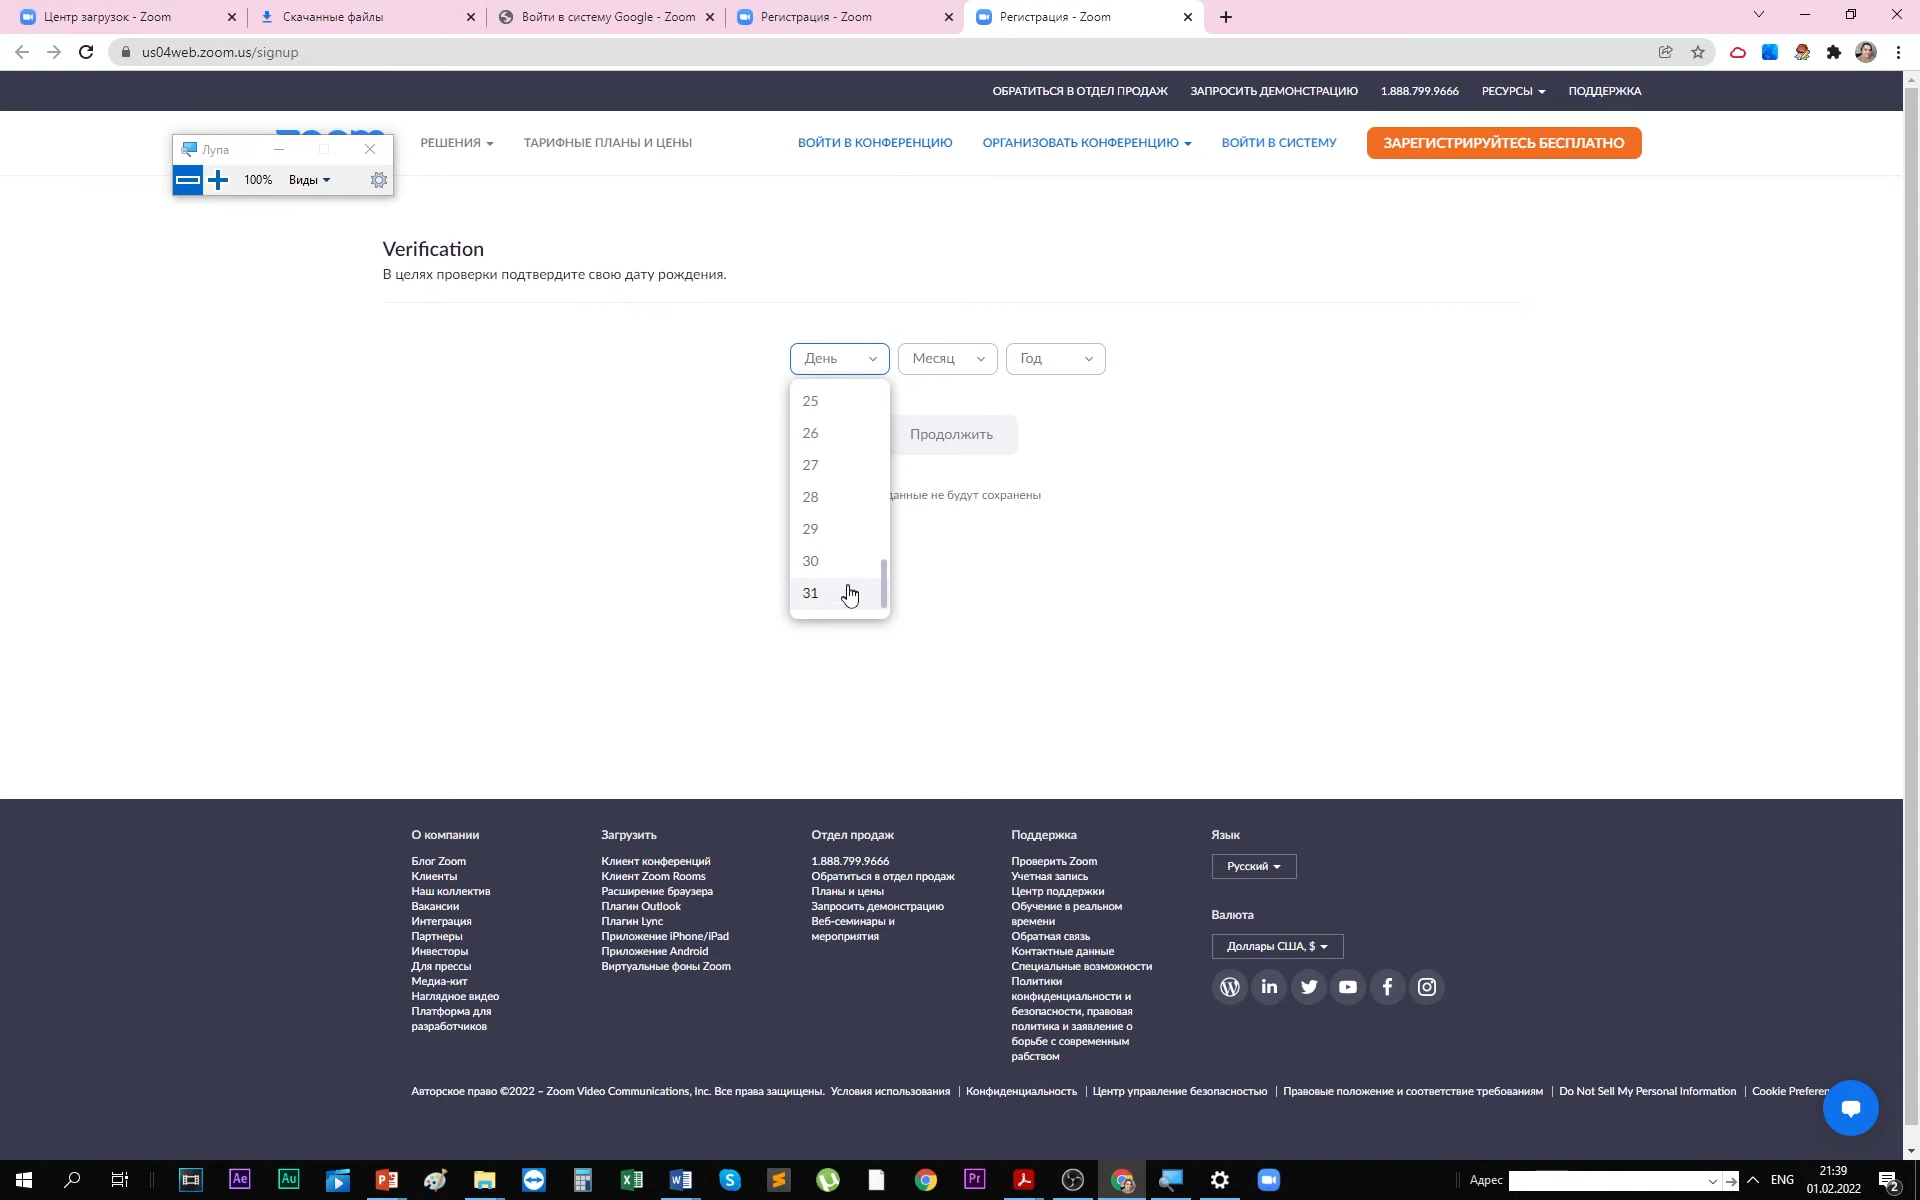 Центр загрузок - Zoom
Скачанные файлы
Войти в систему Google - Zoom
Регистрация - Zoom
Регистрация - Zoom
us04web.zoom.us/signup
ОБРАТИТЬСЯ В ОТДЕЛ ПРОДАЖ ЗАПРОСИТЬ ДЕМОНСТРАЦИЮ 1.888.799.9666 РЕСУРСЫ ПОДДЕРЖКА
РЕШЕНИЯ ТАРИФНЫЕ ПЛАНЫ И ЦЕНЫ ВОЙТИ В КОНФЕРЕНЦИЮ ОРГАНИЗОВАТЬ КОНФЕРЕНЦИЮ ВОЙТИ В СИСТЕМУ ЗАРЕГИСТРИРУЙТЕСЬ БЕСПЛАТНО
Лупа
100% Виды
Verification
В целях проверки подтвердите свою дату рождения.
День Месяц Год
25
26
27
28
29
30
31
Продолжить
данные не будут сохранены
О компании
Блог Zoom
Клиенты
Наш коллектив
Вакансии
Интеграция
Партнеры
Инвесторы
Для прессы
Медиа-кит
Наглядное видео
Платформа для
разработчиков
Загрузить
Клиент конференций
Клиент Zoom Rooms
Расширение браузера
Плагин Outlook
Плагин Lync
Приложение iPhone/iPad
Приложение Android
Виртуальные фоны Zoom
Отдел продаж
1.888.799.9666
Обратиться в отдел продаж
Планы и цены
Запросить демонстрацию
Веб-семинары и
мероприятия
Поддержка
Проверить Zoom
Учетная запись
Центр поддержки
Обучение в реальном
времени
Обратная связь
Контактные данные
Специальные возможности
Политики
конфиденциальности и
безопасности, правовая
политика и заявление о
борьбе с современным
рабством
Язык
Русский
Валюта
Доллары США, $
Авторское право ©2022 – Zoom Video Communications, Inc. Все права защищены. Условия использования | Конфиденциальность | Центр управления безопасностью | Правовые положение и соответствие требованиям | Do Not Sell My Personal Information | Cookie
Адрес
ENG
21:39
01.02.2022
2